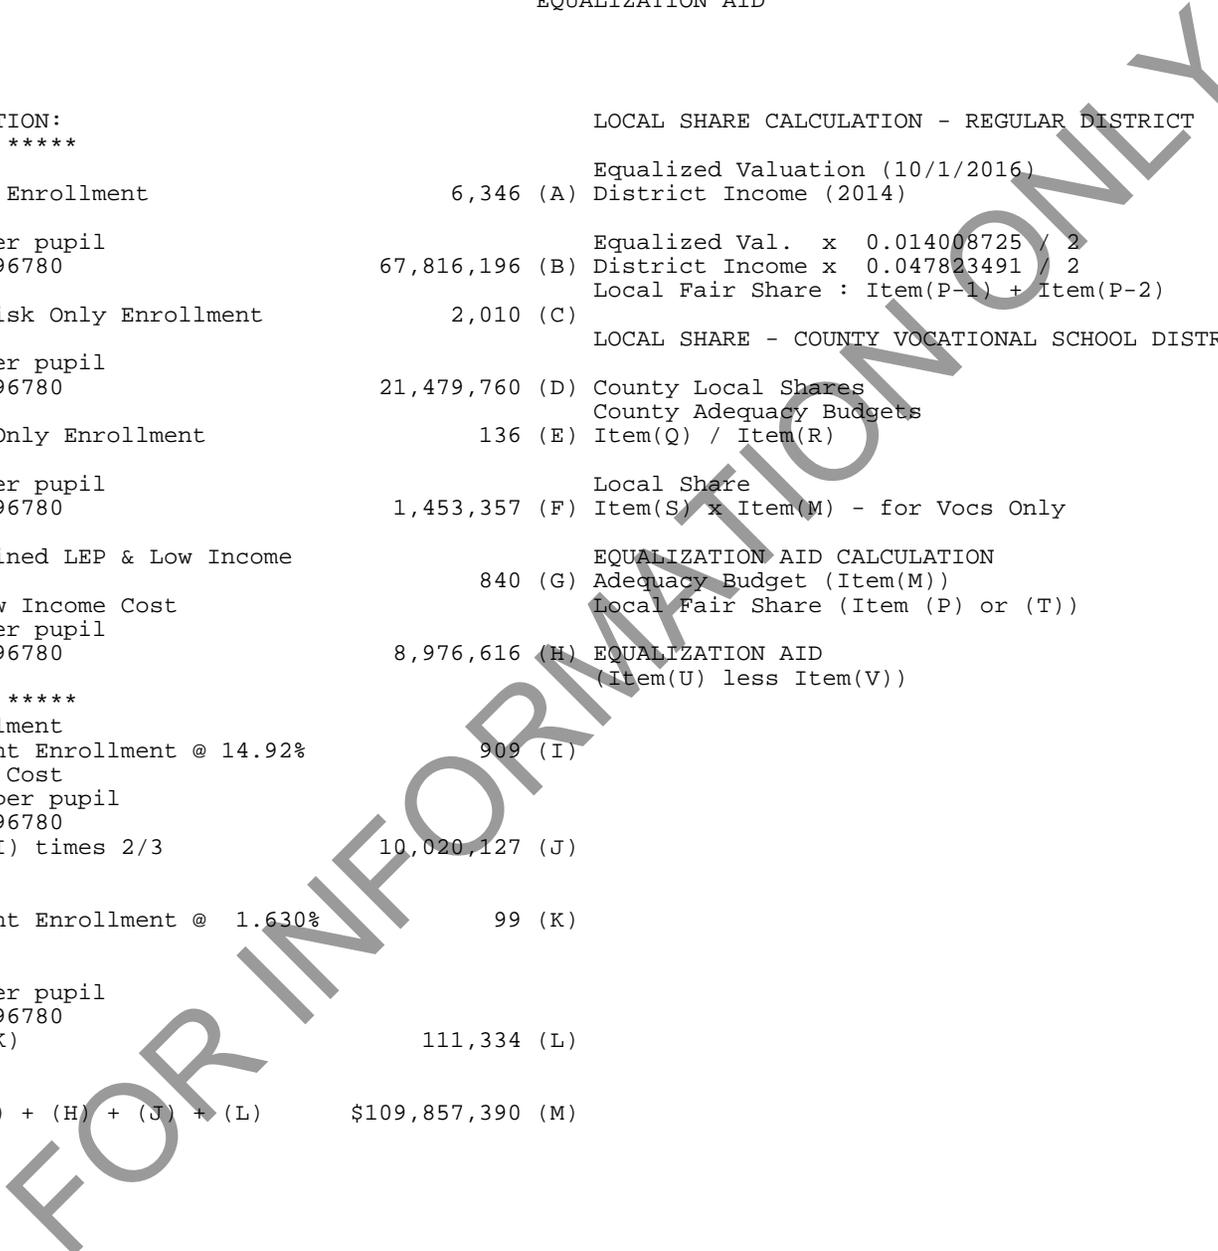 EQUALIZATION AID
TION:
*****
Enrollment 6,346 (A)
er pupil
96780 67,816,196 (B)
isk Only Enrollment 2,010 (C)
er pupil
96780 21,479,760 (D)
Only Enrollment 136 (E)
er pupil
96780 1,453,357 (F)
ined LEP & Low Income
840 (G)
w Income Cost
er pupil
96780 8,976,616 (H)
*****
lment
nt Enrollment @ 14.92% 909 (I)
Cost
per pupil
96780
I) times 2/3 10,020,127 (J)
nt Enrollment @ 1.630% 99 (K)
er pupil
96780
K) 111,334 (L)
) + (H) + (J) + (L) $109,857,390 (M)
LOCAL SHARE CALCULATION - REGULAR DISTRICT
Equalized Valuation (10/1/2016)
District Income (2014)
Equalized Val. x 0.014008725 / 2
District Income x 0.047823491 / 2
Local Fair Share : Item(P-1) + Item(P-2)
LOCAL SHARE - COUNTY VOCATIONAL SCHOOL DISTR
County Local Shares
County Adequacy Budgets
Item(Q) / Item(R)
Local Share
Item(S) x Item(M) - for Vocs Only
EQUALIZATION AID CALCULATION
Adequacy Budget (Item(M))
Local Fair Share (Item (P) or (T))
EQUALIZATION AID
(Item(U) less Item(V))
FOR INFORMATION ONLY